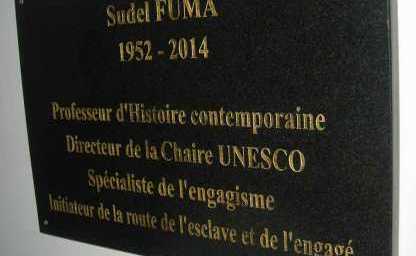 Sudel FUMA
1952 - 2014
Professeur d'Histoire contemporaine
Directeur de la Chaire UNESCO
Spécialiste de l'engagisme
Initiateur de la route de l'esclave et de l'engagé